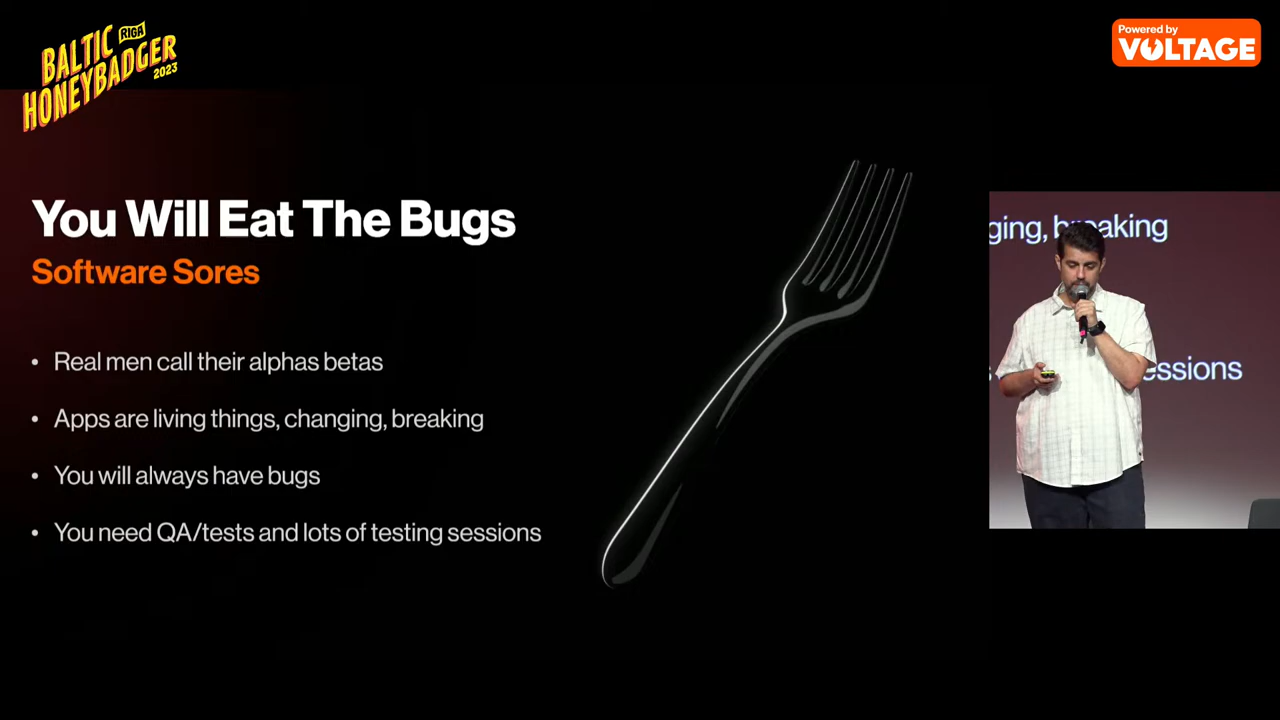 BALTIC
RIGA
HONEYBADGER
2023
Powered by
VOLTAGE
You Will Eat The Bugs
Software Sores
• Real men call their alphas betas
• Apps are living things, changing, breaking
• You will always have bugs
• You need QA/tests and lots of testing sessions
ging, breaking
essions